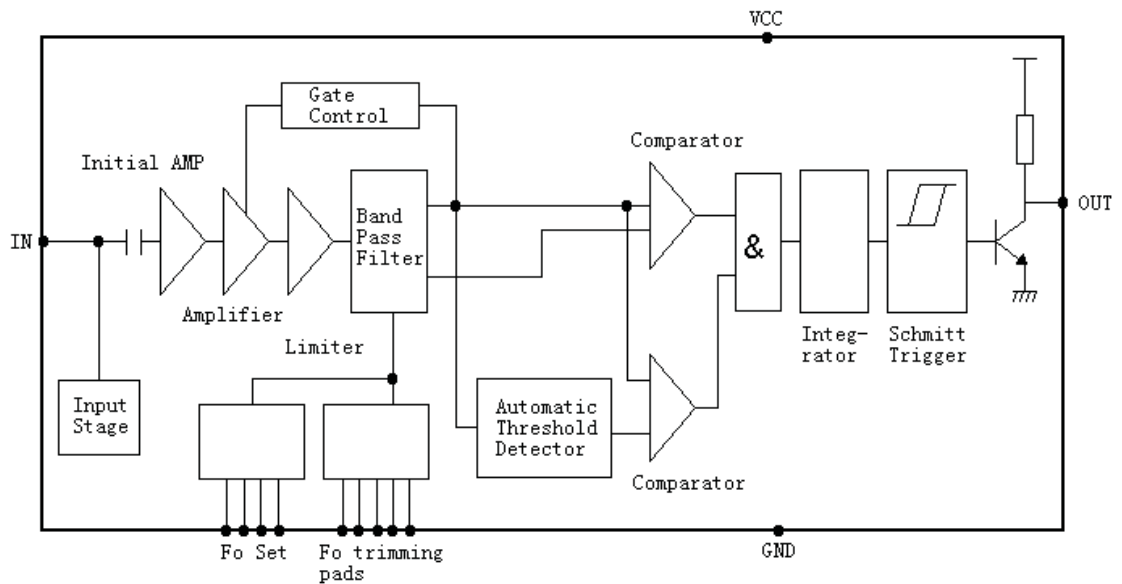 VCC
Gate
Control
Comparator
Initial AMP
Band
Pass
Filter
IN
OUT
&
Amplifier
Limiter
Integ-
rator
Schmitt
Trigger
Input
Stage
Automatic
Threshold
Detector
Comparator
Fo Set
Fo trimming
pads
GND